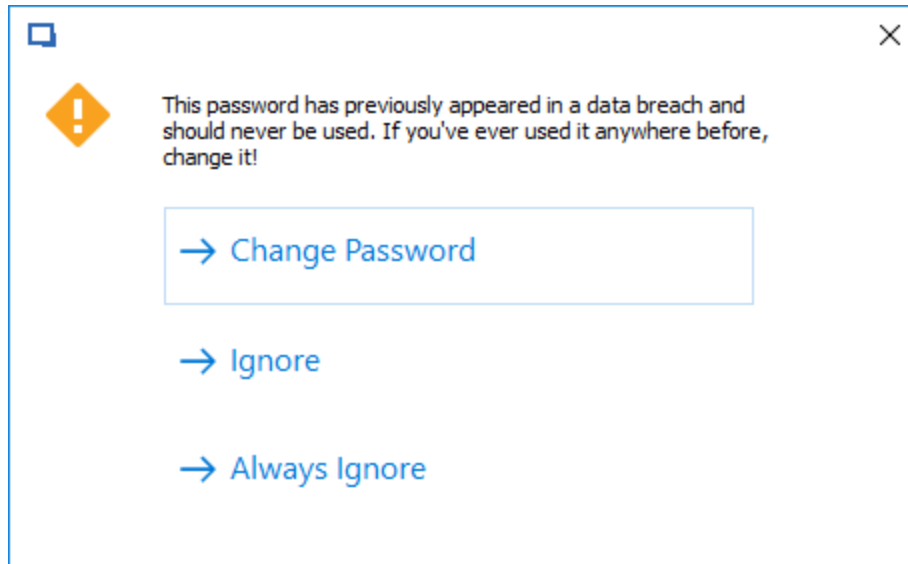 This password has previously appeared in a data breach and
should never be used. If you've ever used it anywhere before,
change it!
Change Password
Ignore
Always Ignore